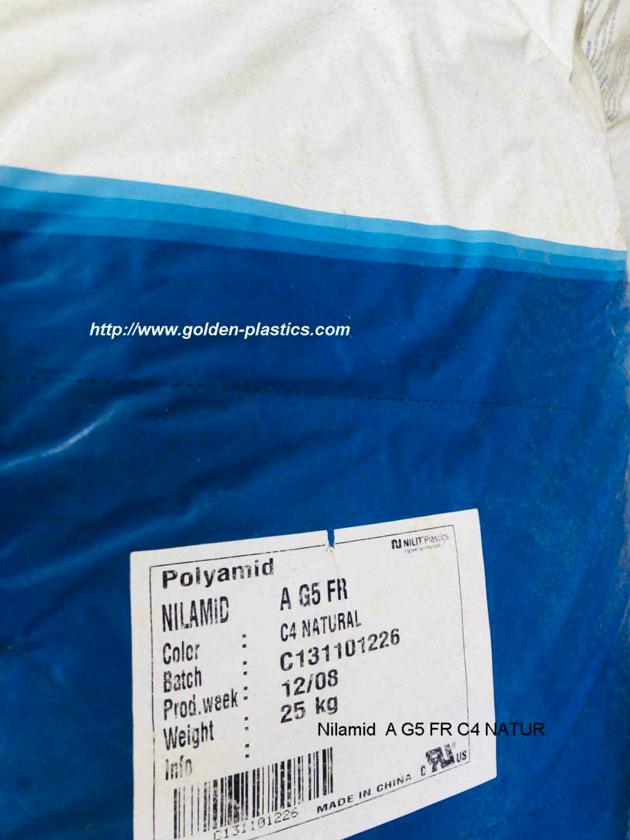 http://www.golden-plastics.com
NILIT Plastics
Polyamid
NILAMID A G5 FR
Color : C4 NATURAL
Batch : C131101226
Prod.week : 12/08
Weight : 25 kg
Info :
Nilamid A G5 FR C4 NATUR
C US
MADE IN CHINA
C131101226